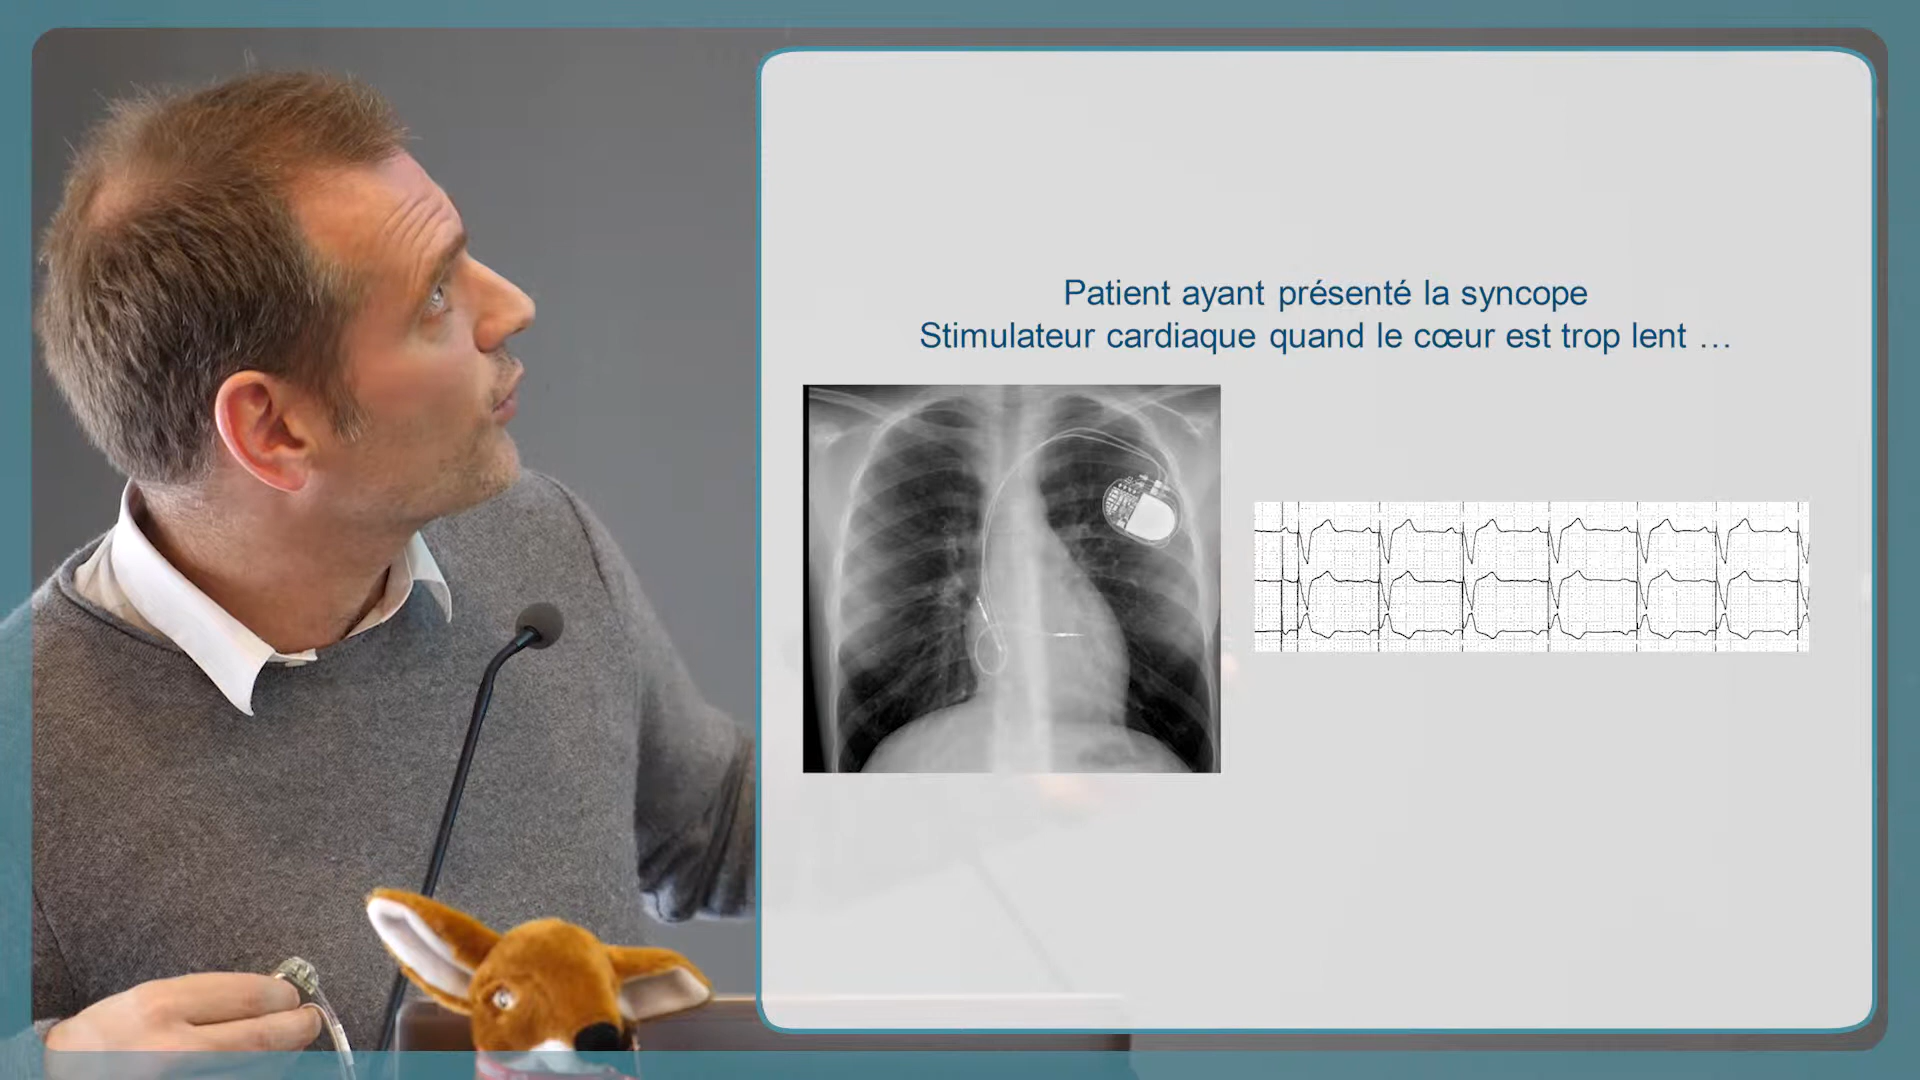 Patient ayant présenté la syncope
Stimulateur cardiaque quand le cœur est trop lent …